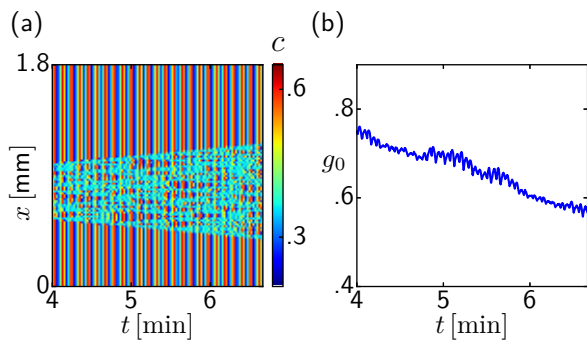 (a)
c
(b)
1.8
.6
.8
x [mm]
g₀
.6
.3
0
.4
4 5 6
4 5 6
t [min]
t [min]